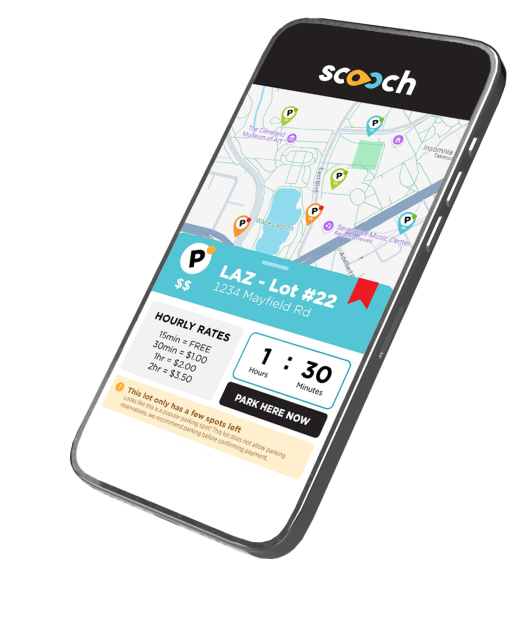 scooch
The Cleveland
Museum of Art
P
P
Insomnia
Takeout
P
E Blvd
P
P
Wade Lagoon
P
Severance Music Center
P
LAZ - Lot #22
$$
1234 Mayfield Rd
HOURLY RATES
15min = FREE
30min = $1.00
1hr = $2.00
2hr = $3.50
1 : 30
Hours
Minutes
PARK HERE NOW
This lot only has a few spots left
Looks like this is a popular parking spot! This lot does not allow parking
reservations, we recommend parking before confirming payment.